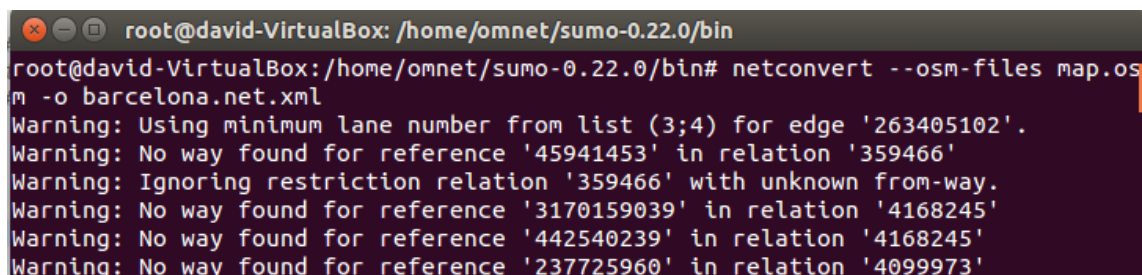 root@david-VirtualBox: /home/omnet/sumo-0.22.0/bin
root@david-VirtualBox:/home/omnet/sumo-0.22.0/bin# netconvert --osm-files map.os
m -o barcelona.net.xml
Warning: Using minimum lane number from list (3;4) for edge '263405102'.
Warning: No way found for reference '45941453' in relation '359466'
Warning: Ignoring restriction relation '359466' with unknown from-way.
Warning: No way found for reference '3170159039' in relation '4168245'
Warning: No way found for reference '442540239' in relation '4168245'
Warning: No way found for reference '237725960' in relation '4099973'